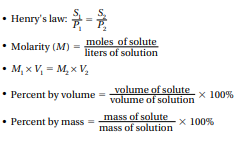 • Henry's law: S₁/P₁ = S₂/P₂
• Molarity (M) = moles of solute / liters of solution
• M₁ × V₁ = M₂ × V₂
• Percent by volume = volume of solute / volume of solution × 100%
• Percent by mass = mass of solute / mass of solution × 100%